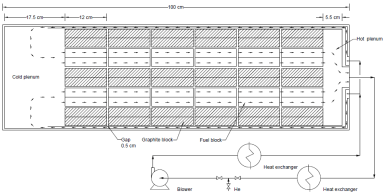 100 cm
17.5 cm
12 cm
5.5 cm
Hot plenum
Cold plenum
Gap
0.5 cm
Graphite block
Fuel block
Heat exchanger
Blower
He
Heat exchanger